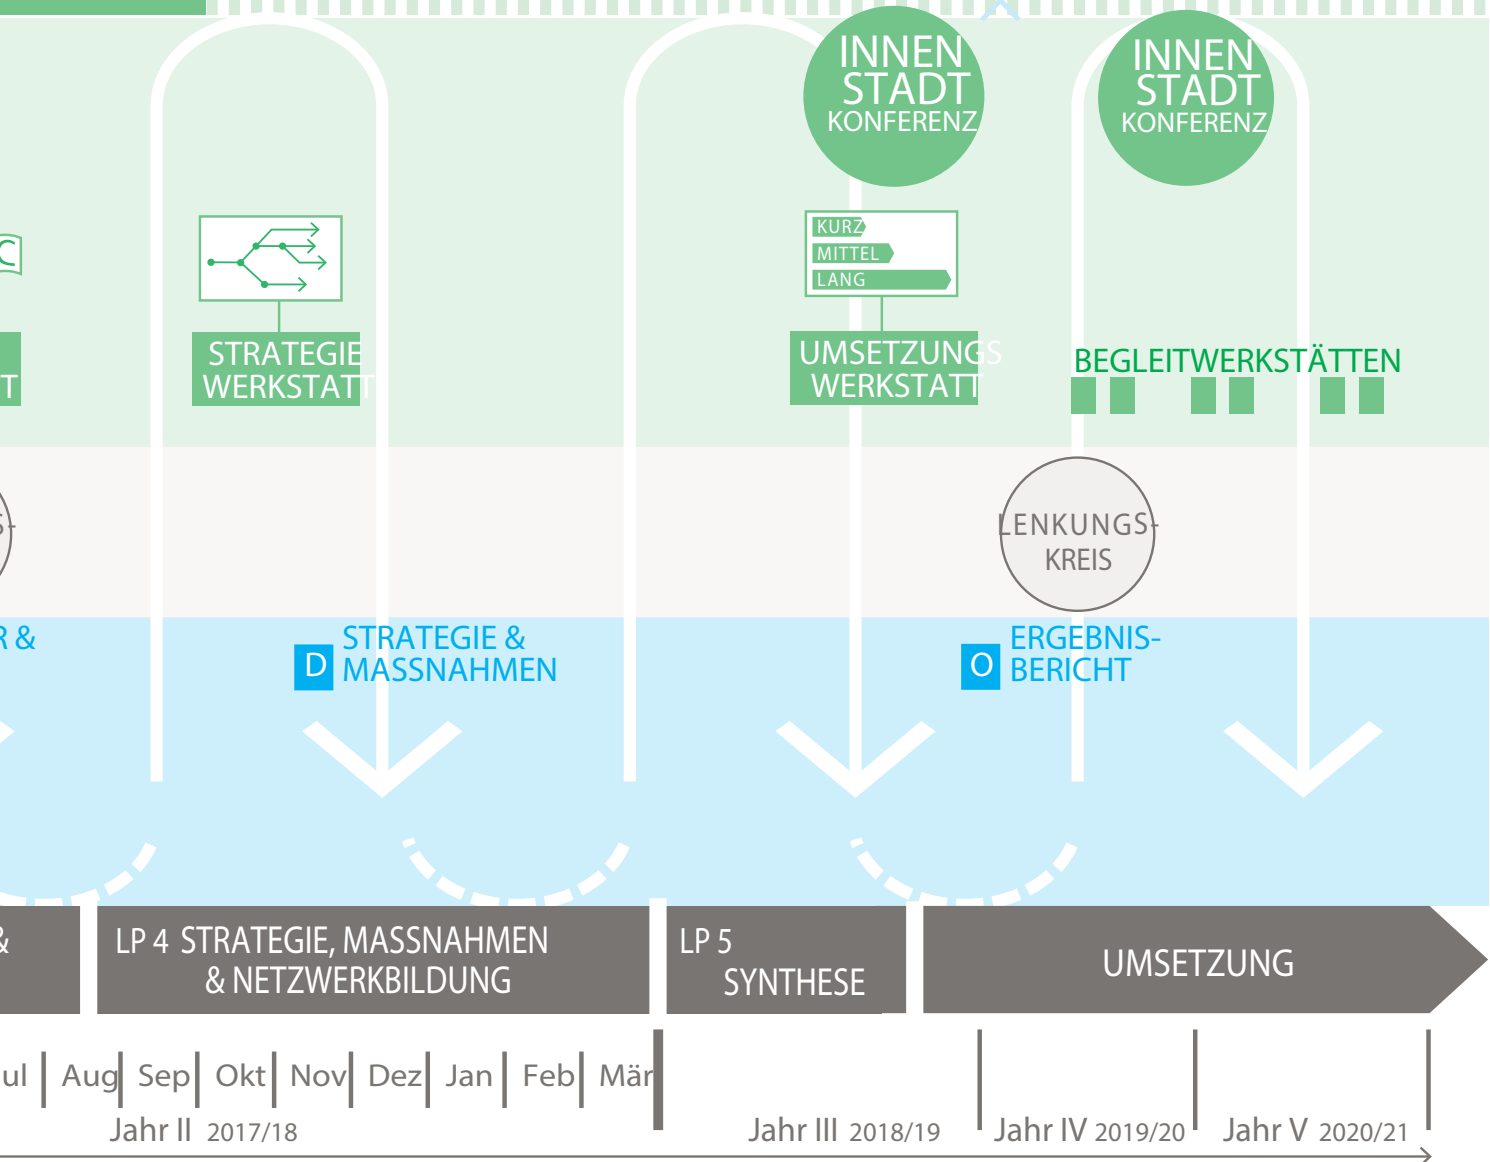 INNEN
STADT
KONFERENZ
INNEN
STADT
KONFERENZ
C
KURZ
MITTEL
LANG
T
STRATEGIE
WERKSTATT
UMSETZUNGS
WERKSTATT
BEGLEITWERKSTÄTTEN
S-
LENKUNGS-
KREIS
R &
D
STRATEGIE &
MASSNAHMEN
O
ERGEBNIS-
BERICHT
&
LP 4 STRATEGIE, MASSNAHMEN
& NETZWERKBILDUNG
LP 5
SYNTHESE
UMSETZUNG
ul Aug Sep Okt Nov Dez Jan Feb Mär
Jahr II 2017/18
Jahr III 2018/19
Jahr IV 2019/20
Jahr V 2020/21